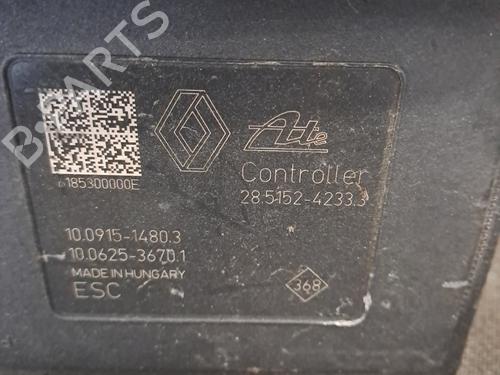 B-PARTS
185300000E
Ate
Controller
28.5152-4233.3
10.0915-1480.3
10.0625-3670.1
MADE IN HUNGARY
ESC
368